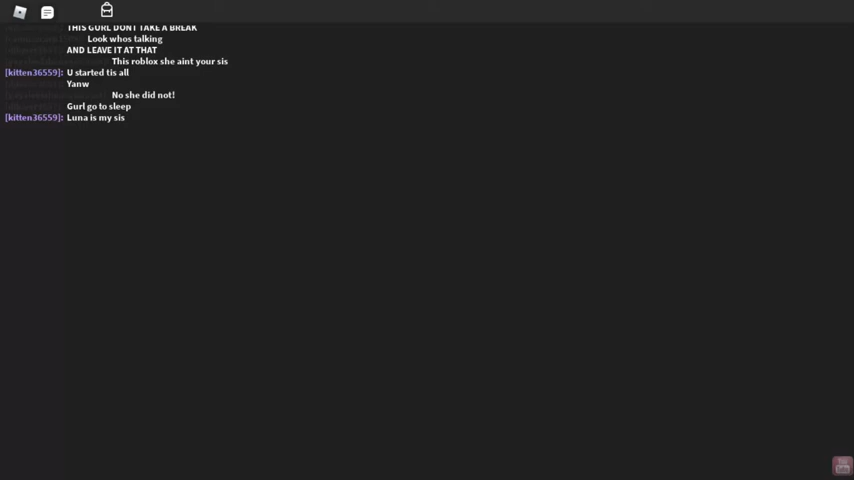 THIS GURL DONT TAKE A BREAK
Look whos talking
AND LEAVE IT AT THAT
This roblox she aint your sis
[kitten36559]: U started tis all
Yanw
No she did not!
Gurl go to sleep
[kitten36559]: Luna is my sis